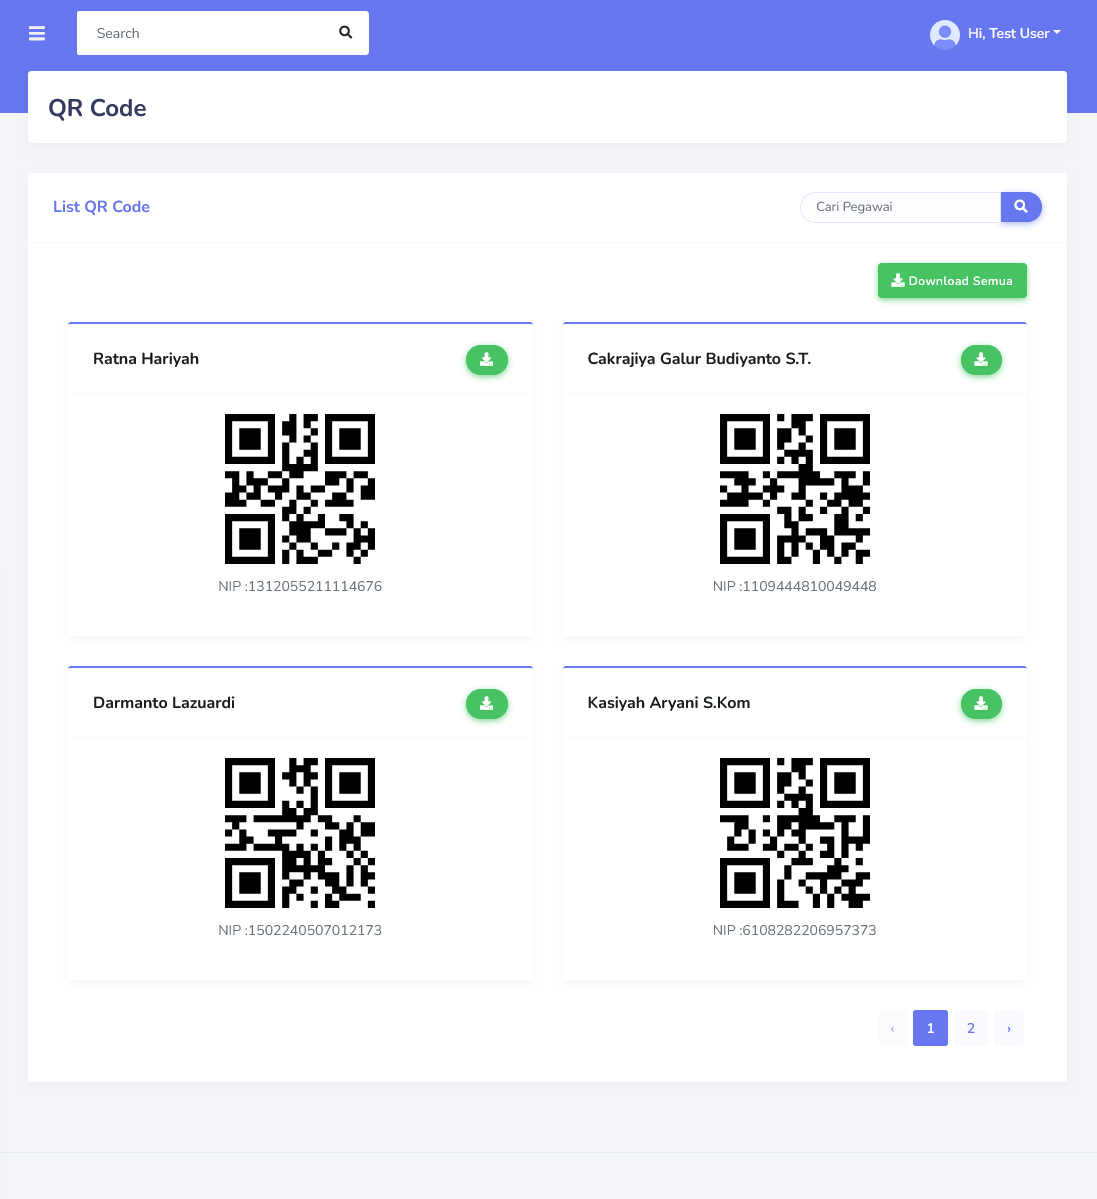 Search
Hi, Test User
QR Code
List QR Code
Cari Pegawai
Download Semua
Ratna Hariyah
Cakrajiya Galur Budiyanto S.T.
NIP :1312055211114676
NIP :1109444810049448
Darmanto Lazuardi
Kasiyah Aryani S.Kom
NIP :1502240507012173
NIP :6108282206957373
‹ 1 2 ›